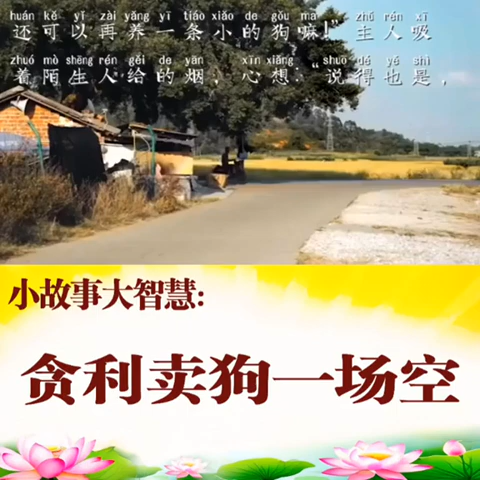 huán kě yǐ zài yǎng yī tiáo xiǎo de gǒu ma zhǔ rén xī
还可以再养一条小的狗嘛!"主人吸
zhuó mò shēng rén gěi de yān xīn xiǎng shuō dé yě shì
着陌生人给的烟,心想:"说得也是,
小故事大智慧:
贪利卖狗一场空